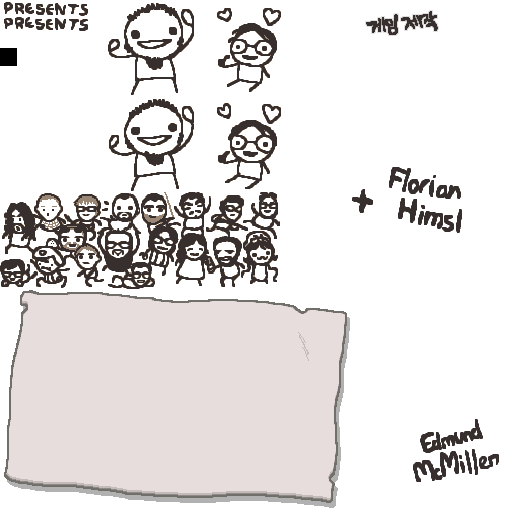 PRESENTS
PRESENTS
게임 제작
+ Florian
Himsl
Edmund
McMillen